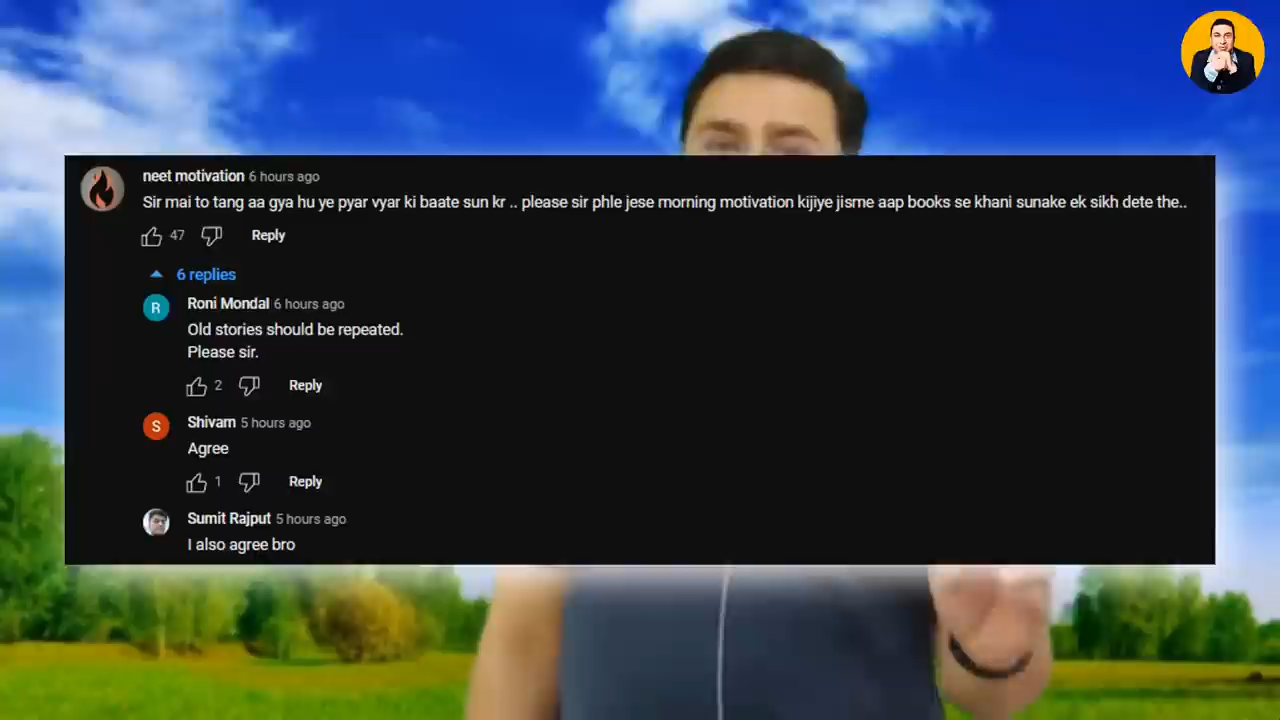 neet motivation 6 hours ago
Sir mai to tang aa gya hu ye pyar vyar ki baate sun kr .. please sir phle jese morning motivation kijiye jisme aap books se khani sunake ek sikh dete the..
47 Reply
6 replies
R Roni Mondal 6 hours ago
Old stories should be repeated.
Please sir.
2 Reply
S Shivam 5 hours ago
Agree
1 Reply
Sumit Rajput 5 hours ago
I also agree bro